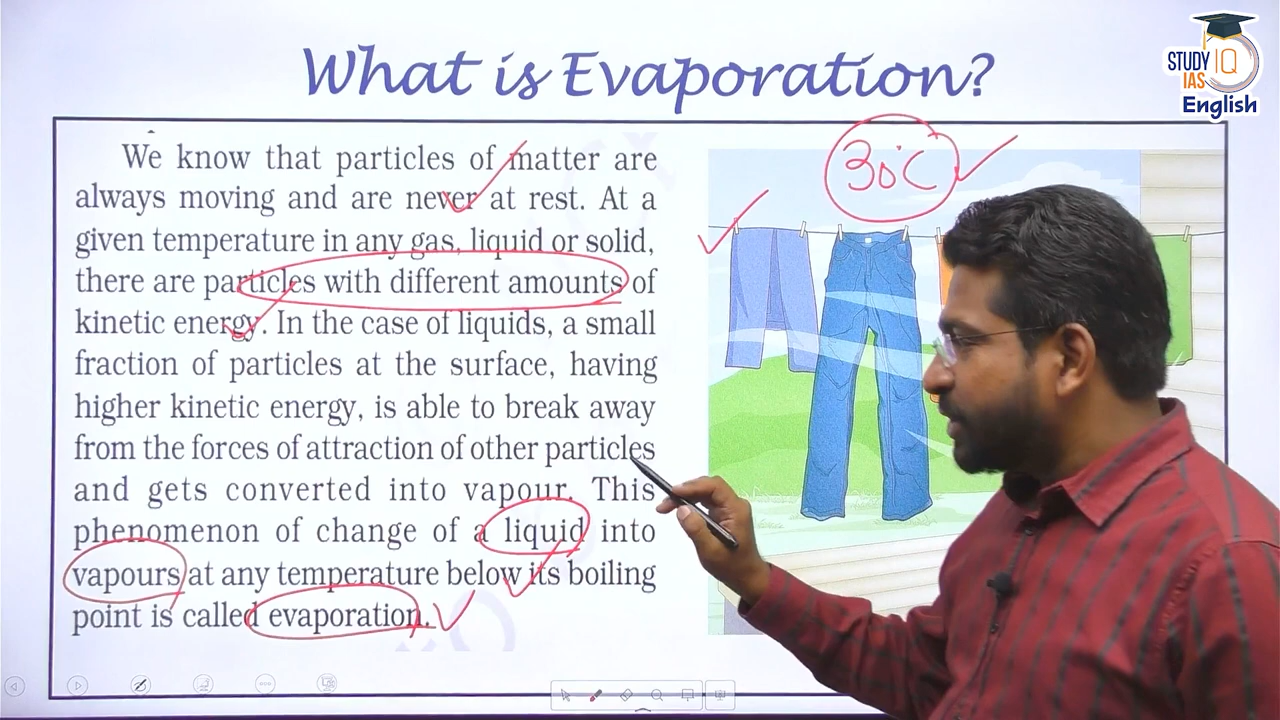 What is Evaporation?
STUDY IQ
IAS
English
30°C
We know that particles of matter are
always moving and are never at rest. At a
given temperature in any gas, liquid or solid,
there are particles with different amounts of
kinetic energy. In the case of liquids, a small
fraction of particles at the surface, having
higher kinetic energy, is able to break away
from the forces of attraction of other particles
and gets converted into vapour. This
phenomenon of change of a liquid into
vapours at any temperature below its boiling
point is called evaporation.